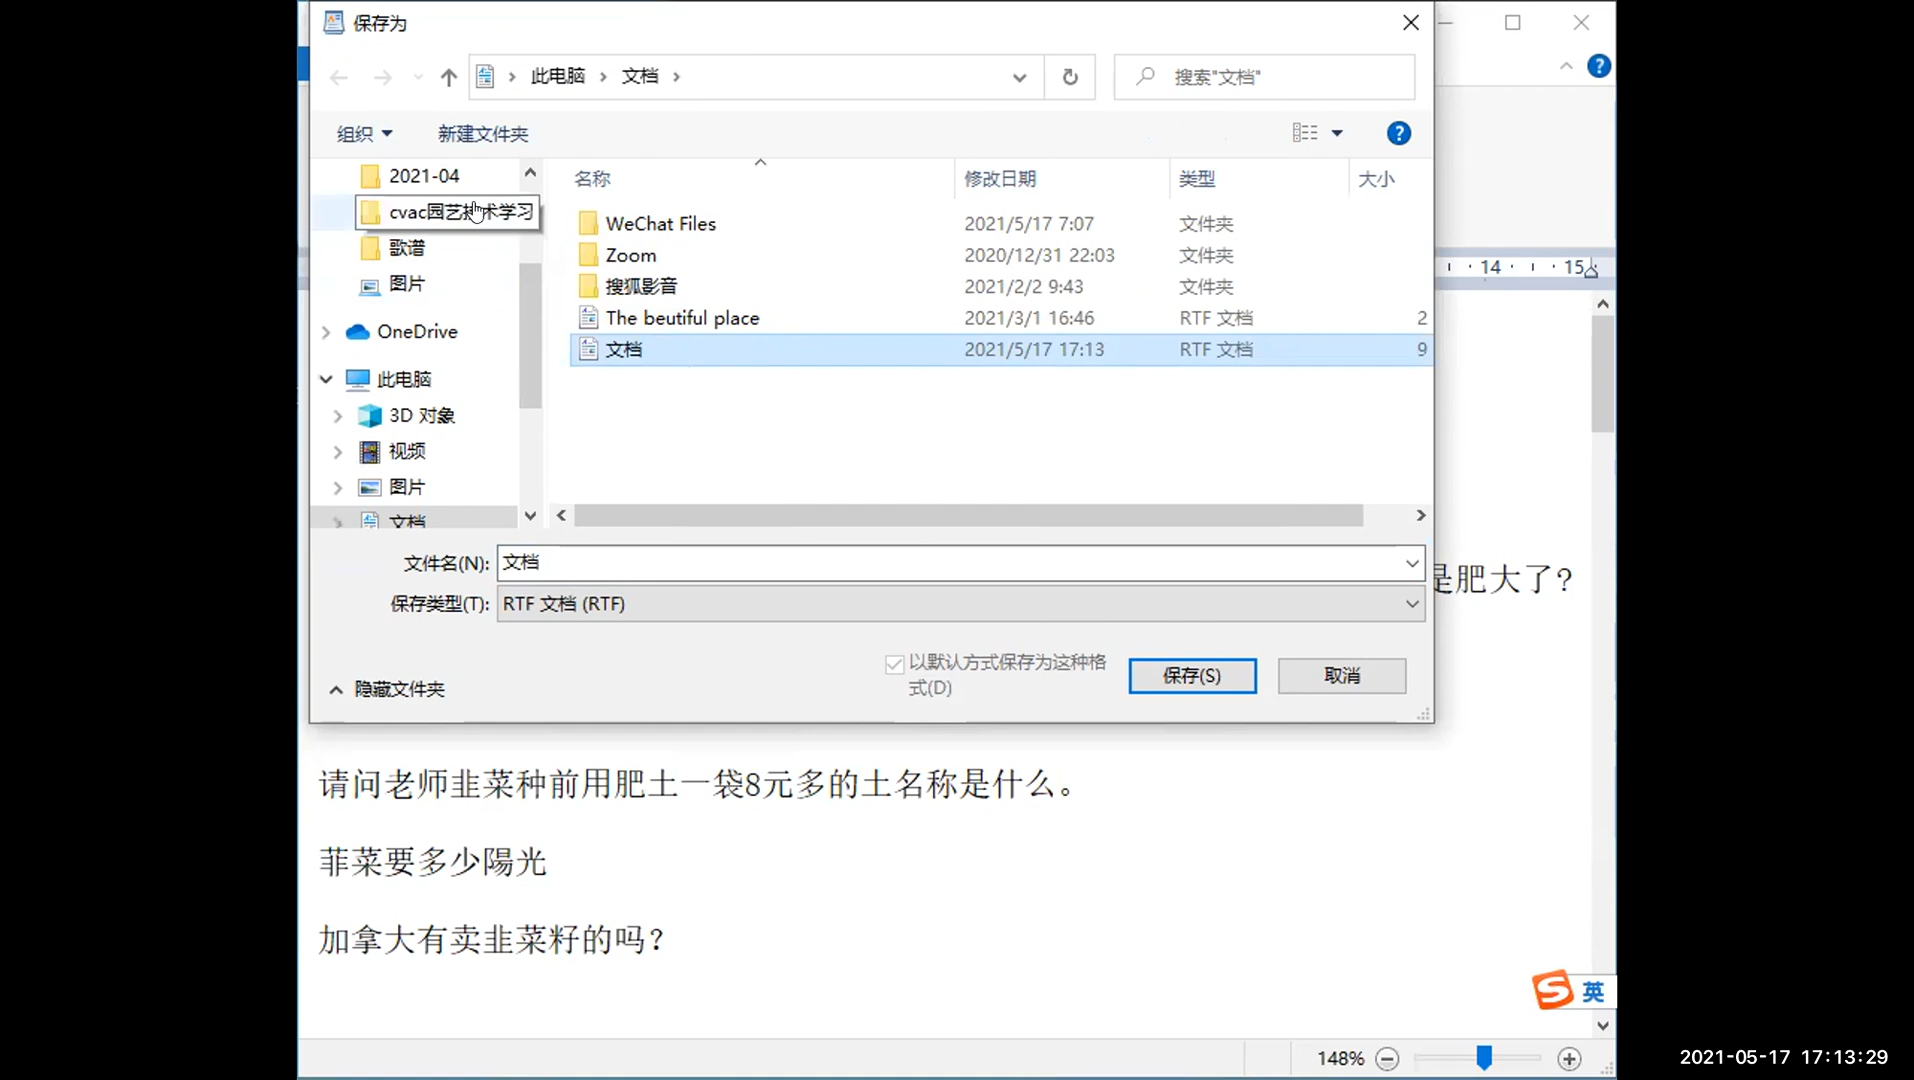 保存为
此电脑 文档
搜索"文档"
组织 新建文件夹
2021-04
cvac园艺技术学习
歌谱
图片
OneDrive
此电脑
3D 对象
视频
图片
文档
名称 修改日期 类型 大小
WeChat Files 2021/5/17 7:07 文件夹
Zoom 2020/12/31 22:03 文件夹
搜狐影音 2021/2/2 9:43 文件夹
The beutiful place 2021/3/1 16:46 RTF 文档 2
文档 2021/5/17 17:13 RTF 文档 9
14 15
文件名(N): 文档
保存类型(T): RTF 文档 (RTF)
以默认方式保存为这种格
式(D)
保存(S) 取消
隐藏文件夹
是肥大了?
请问老师韭菜种前用肥土一袋8元多的土名称是什么。
菲菜要多少陽光
加拿大有卖韭菜籽的吗?
英
148%
2021-05-17 17:13:29